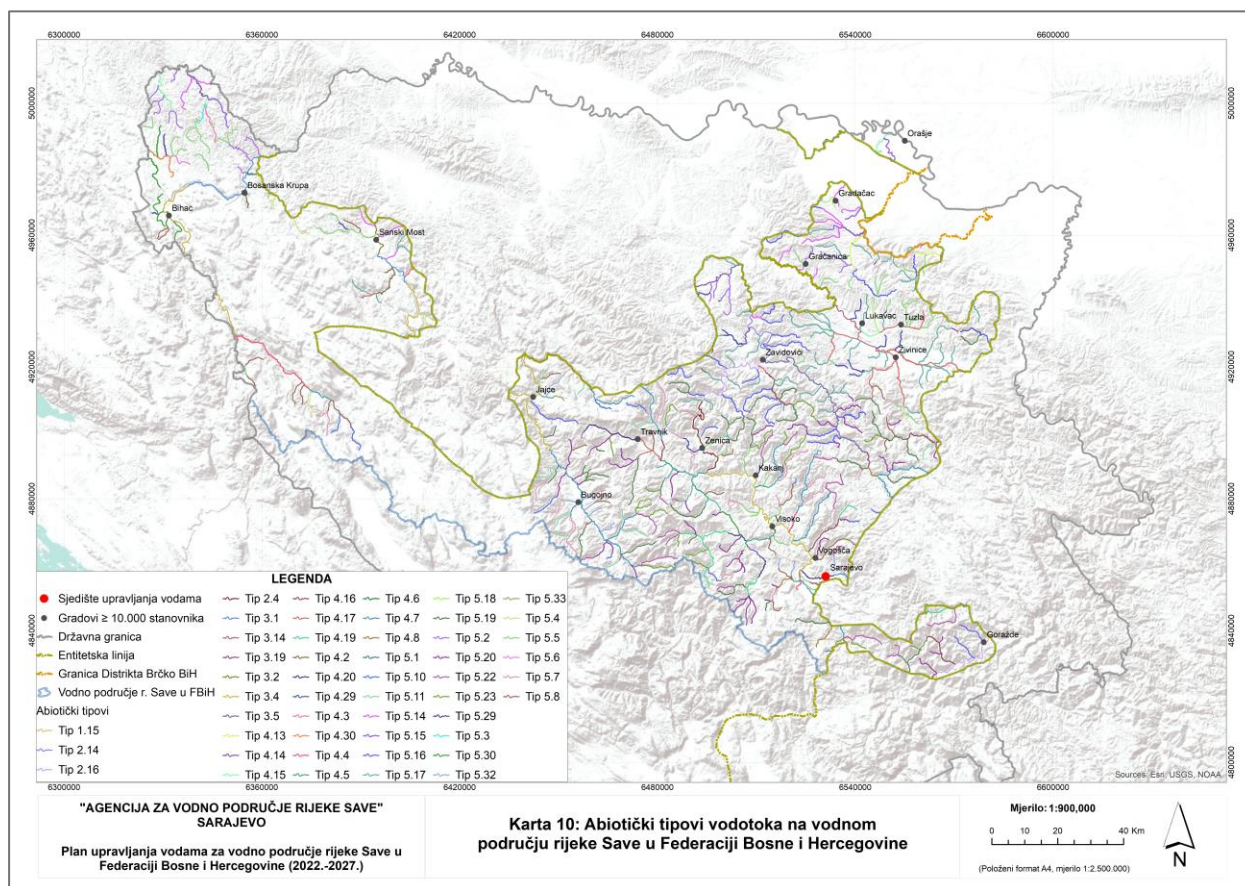 6300000
6360000
6420000
6480000
6540000
6600000
5000000
5000000
Orašje
Bosanska Krupa
Gradačac
Bihac
4960000
4960000
Sanski Most
Gračanica
Lukavac
Tuzla
Zavidovići
Živinice
4920000
4920000
Jajce
Travnik
Zenica
Kakanj
4880000
4880000
Bugojno
Visoko
Vogošća
Sarajevo
4840000
4840000
Goražde
4800000
LEGENDA
Sjedište upravljanja vodama
Gradovi ≥ 10.000 stanovnika
Državna granica
Entitetska linija
Granica Distrikta Brčko BiH
Vodno područje r. Save u FBiH
Abiotički tipovi
Tip 1.15
Tip 2.14
Tip 2.16
Tip 2.4
Tip 3.1
Tip 3.14
Tip 3.19
Tip 3.2
Tip 3.4
Tip 3.5
Tip 4.13
Tip 4.14
Tip 4.15
Tip 4.16
Tip 4.17
Tip 4.19
Tip 4.2
Tip 4.20
Tip 4.29
Tip 4.3
Tip 4.30
Tip 4.4
Tip 4.5
Tip 4.6
Tip 4.7
Tip 4.8
Tip 5.1
Tip 5.10
Tip 5.11
Tip 5.14
Tip 5.15
Tip 5.16
Tip 5.17
Tip 5.18
Tip 5.19
Tip 5.2
Tip 5.20
Tip 5.22
Tip 5.23
Tip 5.29
Tip 5.3
Tip 5.30
Tip 5.32
Tip 5.33
Tip 5.4
Tip 5.5
Tip 5.6
Tip 5.7
Tip 5.8
Sources: Esri, USGS, NOAA
6300000
6360000
6420000
6480000
6540000
6600000
"AGENCIJA ZA VODNO PODRUČJE RIJEKE SAVE"
SARAJEVO
Plan upravljanja vodama za vodno područje rijeke Save u
Federaciji Bosne i Hercegovine (2022.-2027.)
Karta 10: Abiotički tipovi vodotoka na vodnom
području rijeke Save u Federaciji Bosne i Hercegovine
Mjerilo: 1:900,000
0 10 20 40 Km
(Položeni format A4, mjerilo 1:2.500.000)
N